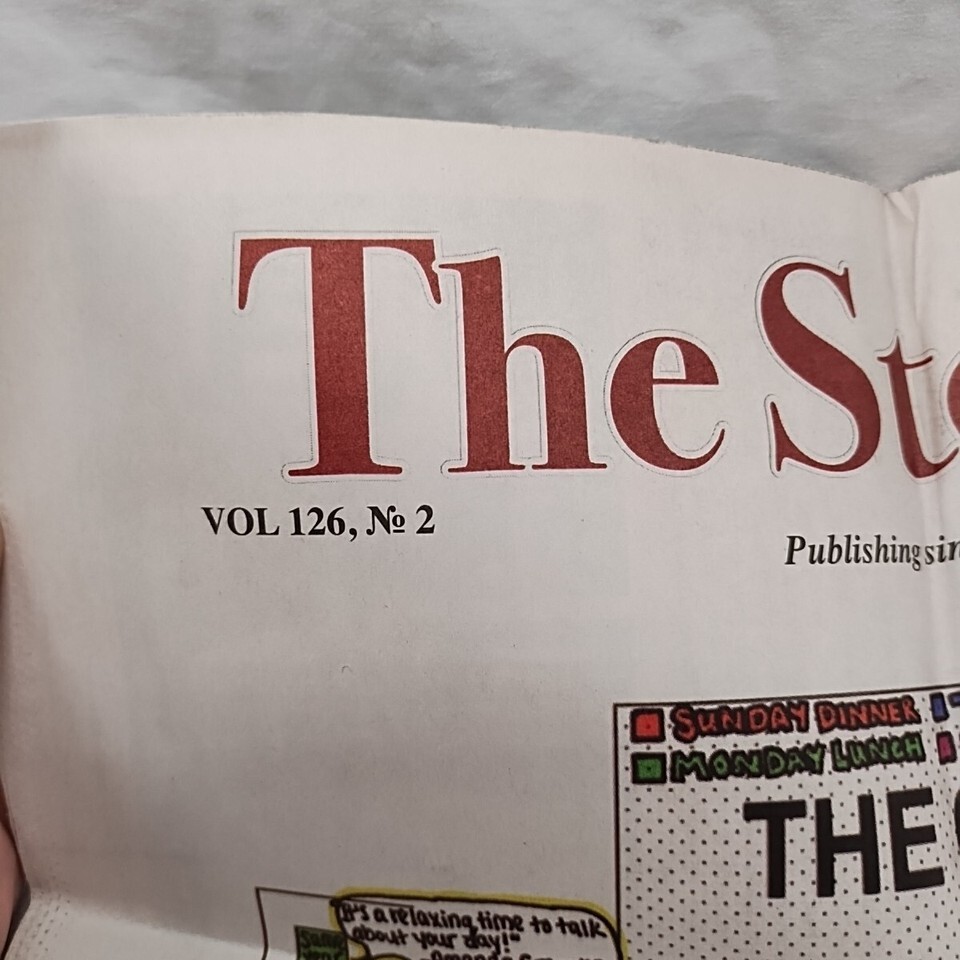 The St
VOL 126, № 2
Publishing
SUNDAY DINNER
MONDAY LUNCH
THE
"It's a relaxing time to talk
about your day!"